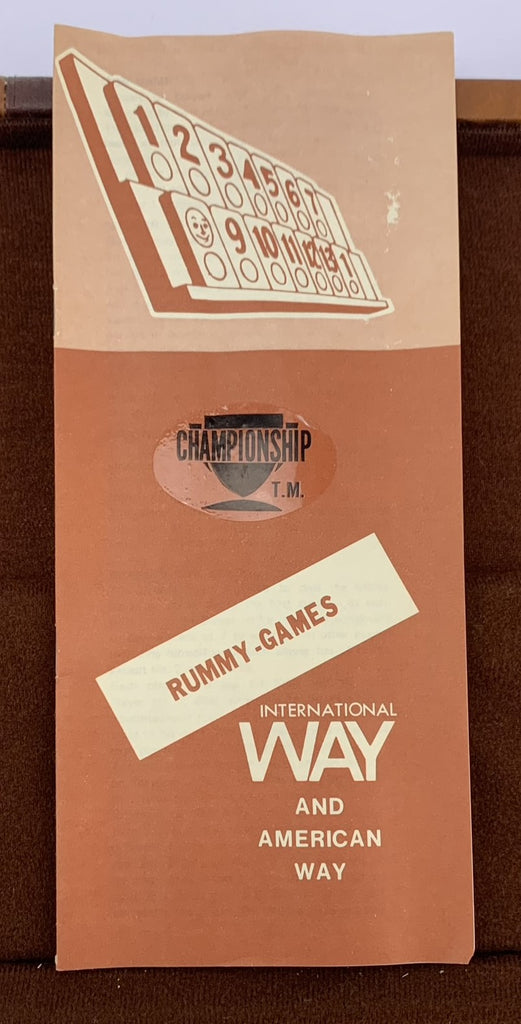 1 2 3 4 5 6 7
9 10 11 12 13 1
CHAMPIONSHIP
T.M.
RUMMY-GAMES
INTERNATIONAL
WAY
AND
AMERICAN
WAY